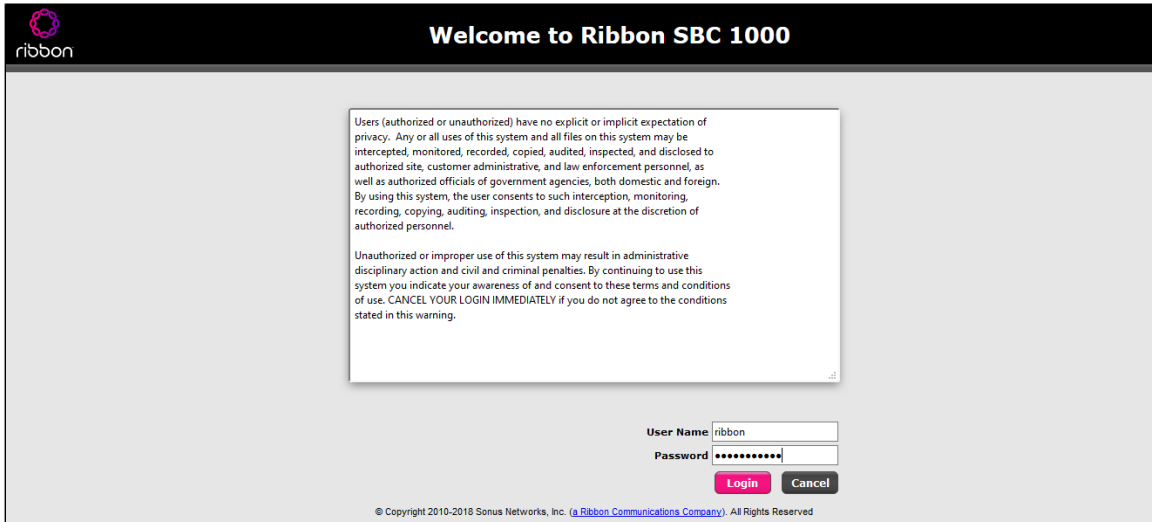 ribbon
Welcome to Ribbon SBC 1000
Users (authorized or unauthorized) have no explicit or implicit expectation of
privacy.  Any or all uses of this system and all files on this system may be
intercepted, monitored, recorded, copied, audited, inspected, and disclosed to
authorized site, customer administrative, and law enforcement personnel, as
well as authorized officials of government agencies, both domestic and foreign.
By using this system, the user consents to such interception, monitoring,
recording, copying, auditing, inspection, and disclosure at the discretion of
authorized personnel.
Unauthorized or improper use of this system may result in administrative
disciplinary action and civil and criminal penalties. By continuing to use this
system you indicate your awareness of and consent to these terms and conditions
of use. CANCEL YOUR LOGIN IMMEDIATELY if you do not agree to the conditions
stated in this warning.
User Name ribbon
Password •••••••••••
Login Cancel
© Copyright 2010-2018 Sonus Networks, Inc. (a Ribbon Communications Company). All Rights Reserved